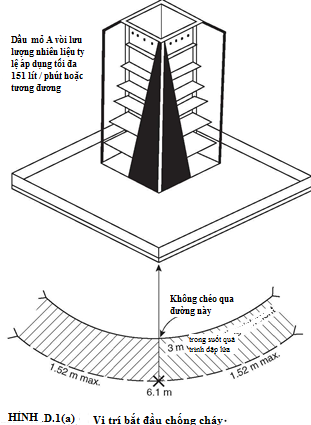 Dầu mỏ A vòi lưu
lượng nhiên liệu tỷ
lệ áp dụng tối đa
151 lít / phút hoặc
tương đương
Không chéo qua
đường này
3 m
trong suốt quá
trình dập lửa
1.52 m max.
1.52 m max.
6.1 m
HÌNH .D.1(a) Vị trí bắt đầu chống cháy.